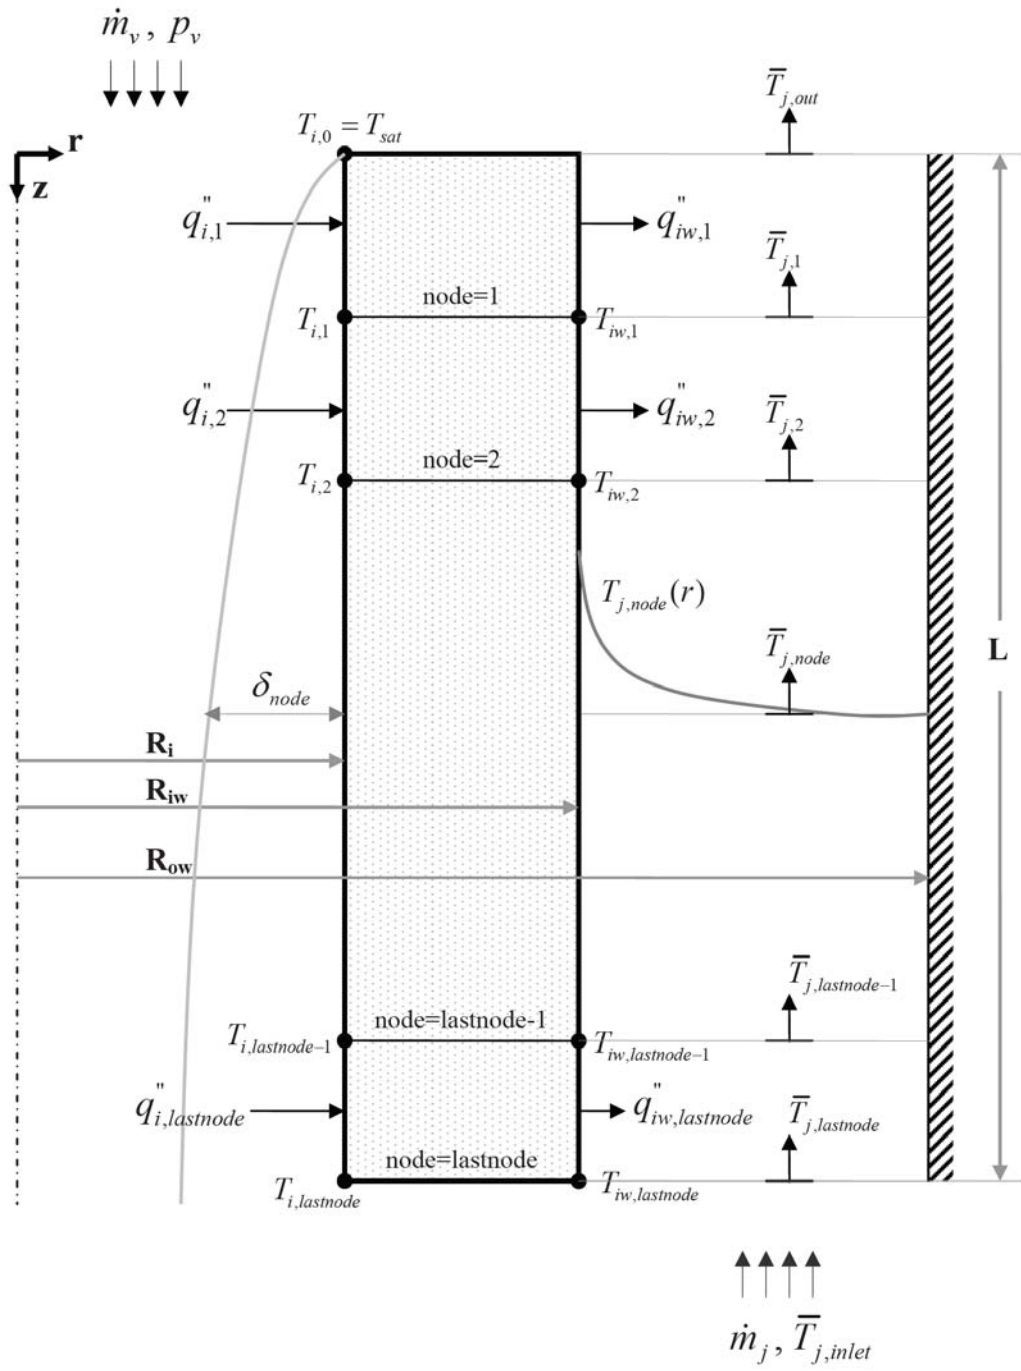 ṁ_v, p_v
T̅_j,out
T_i,0 = T_sat
r
z
q"_i,1
q"_iw,1
T̅_j,1
node=1
T_i,1
T_iw,1
q"_i,2
q"_iw,2
T̅_j,2
node=2
T_i,2
T_iw,2
T_j,node(r)
T̅_j,node
L
δ_node
R_i
R_iw
R_ow
T̅_j,lastnode−1
node=lastnode-1
T_i,lastnode−1
T_iw,lastnode−1
q"_i,lastnode
q"_iw,lastnode
T̅_j,lastnode
node=lastnode
T_i,lastnode
T_iw,lastnode
ṁ_j, T̅_j,inlet